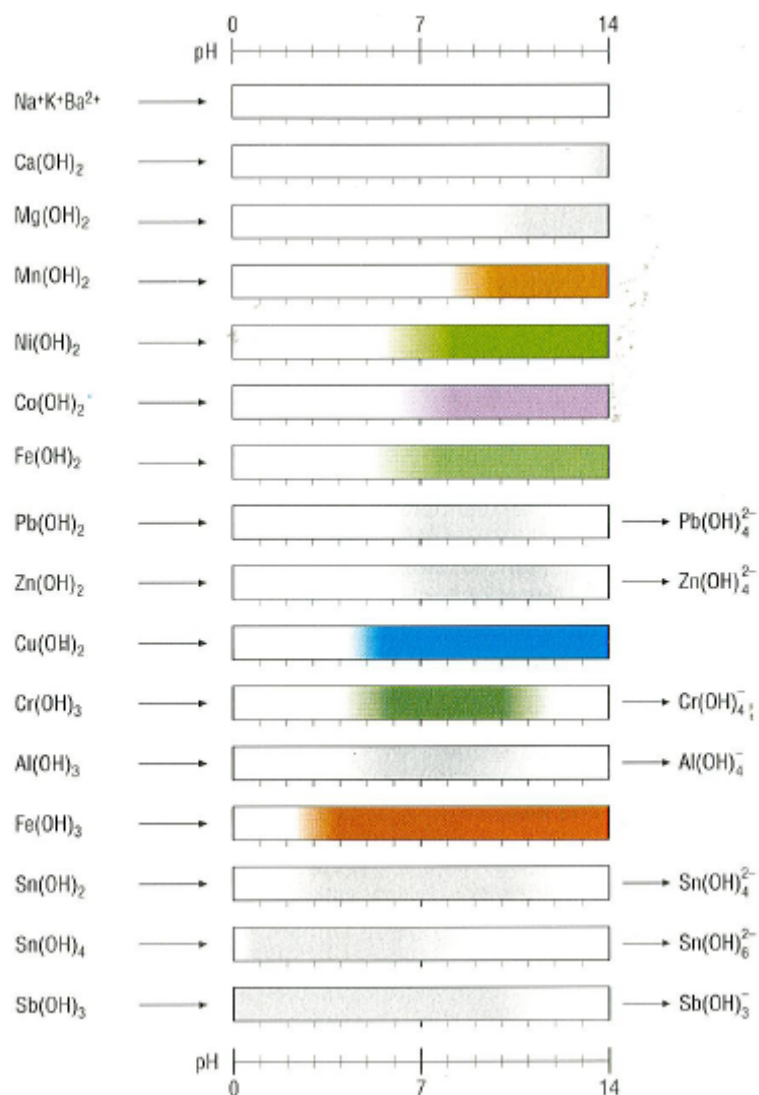 0 7 14
pH
Na⁺K⁺Ba²⁺
Ca(OH)₂
Mg(OH)₂
Mn(OH)₂
Ni(OH)₂
Co(OH)₂
Fe(OH)₂
Pb(OH)₂ Pb(OH)₄²⁻
Zn(OH)₂ Zn(OH)₄²⁻
Cu(OH)₂
Cr(OH)₃ Cr(OH)₄⁻
Al(OH)₃ Al(OH)₄⁻
Fe(OH)₃
Sn(OH)₂ Sn(OH)₄²⁻
Sn(OH)₄ Sn(OH)₆²⁻
Sb(OH)₃ Sb(OH)₃⁻
pH
0 7 14